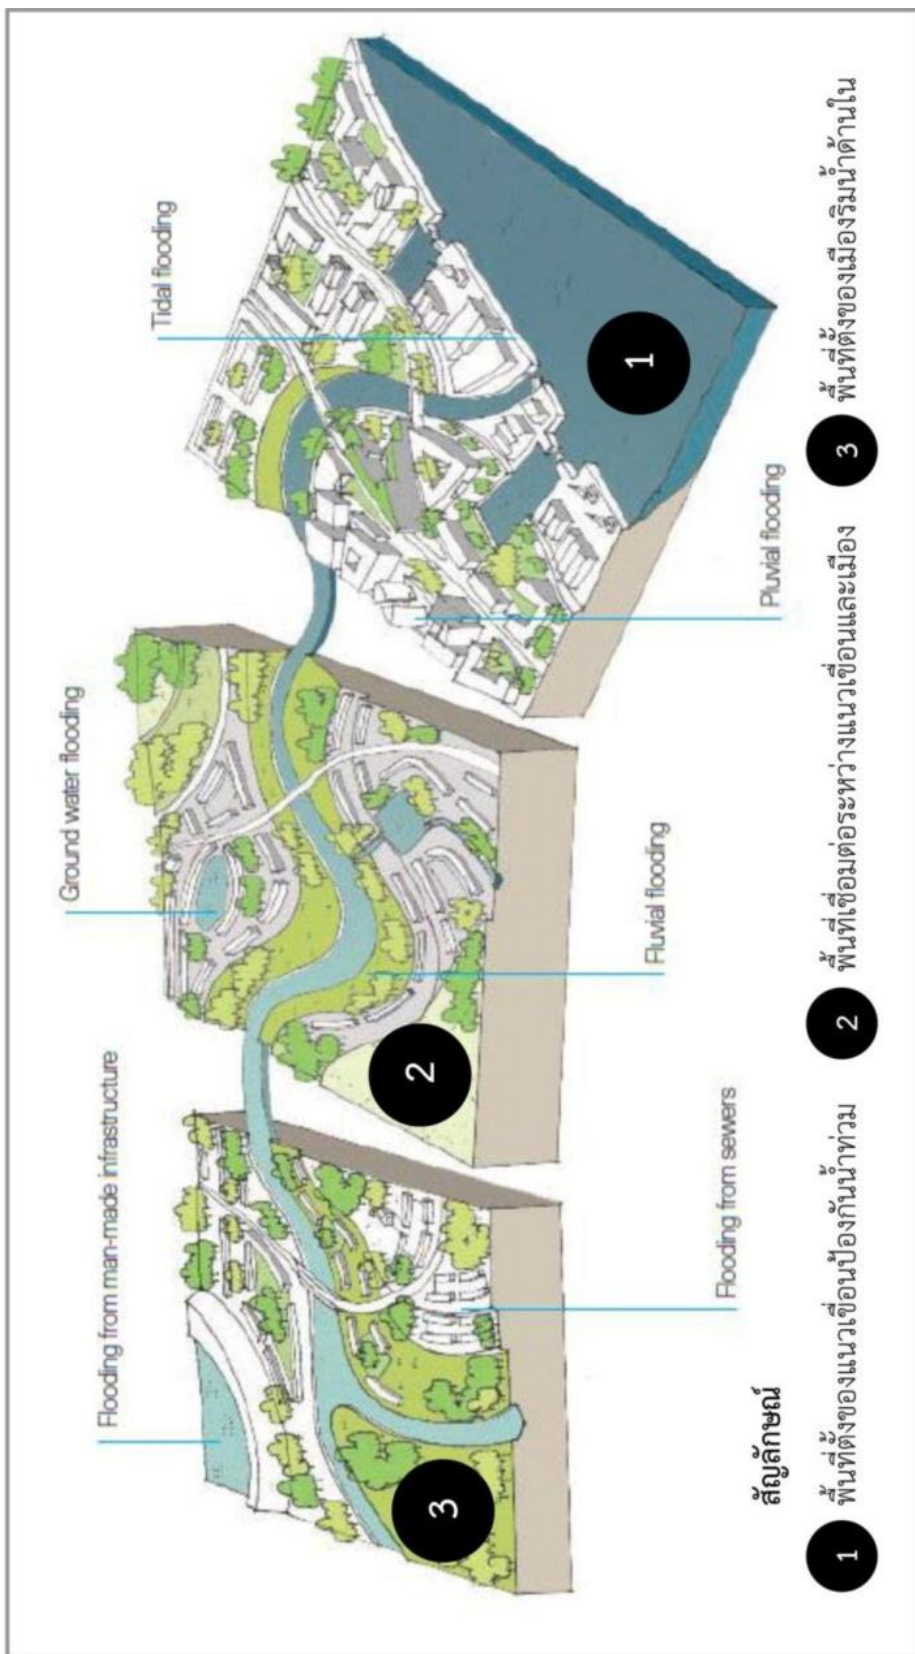 Flooding from man-made infrastructure
Ground water flooding
Tidal flooding
3
2
1
Flooding from sewers
Fluvial flooding
Pluvial flooding
สัญลักษณ์
1 พื้นที่ตั้งของแนวเขื่อนป้องกันน้ำท่วม
2 พื้นที่เชื่อมต่อระหว่างแนวเขื่อนและเมือง
3 พื้นที่ตั้งของเมืองริมน้ำด้านใน